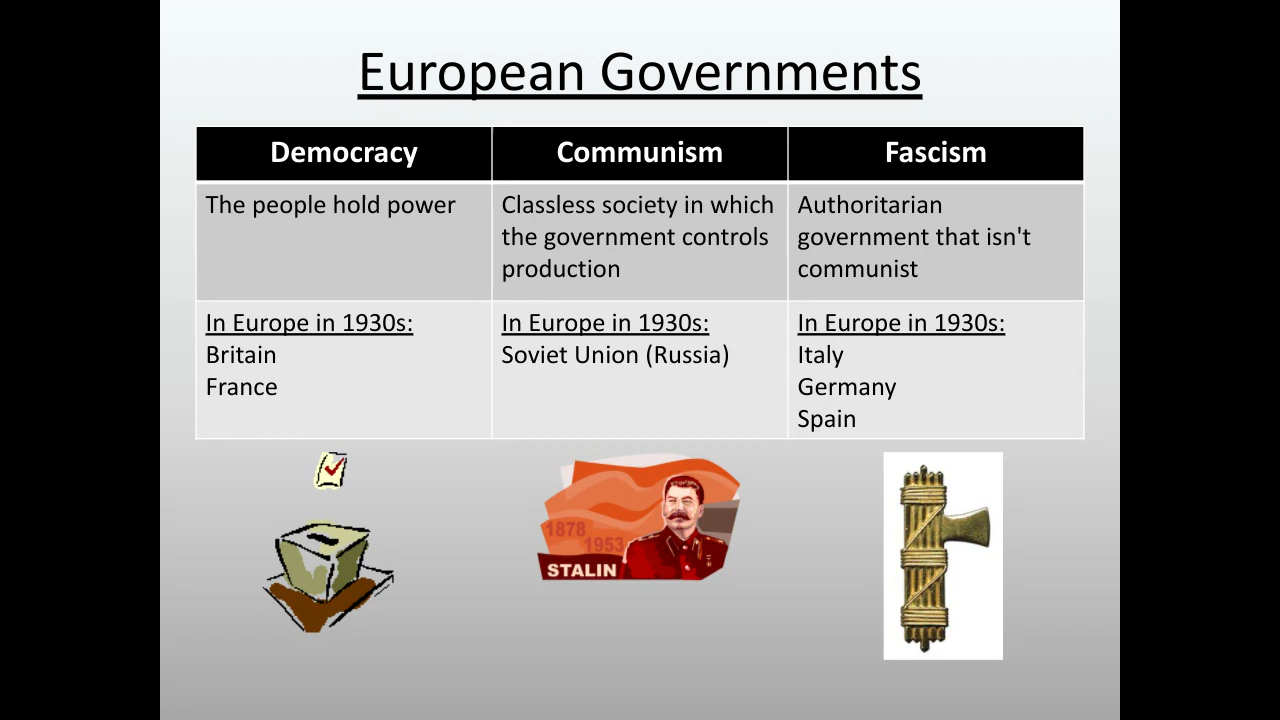 European Governments
Democracy
Communism
Fascism
The people hold power
Classless society in which
the government controls
production
Authoritarian
government that isn't
communist
In Europe in 1930s:
Britain
France
In Europe in 1930s:
Soviet Union (Russia)
In Europe in 1930s:
Italy
Germany
Spain
1878
1953
STALIN